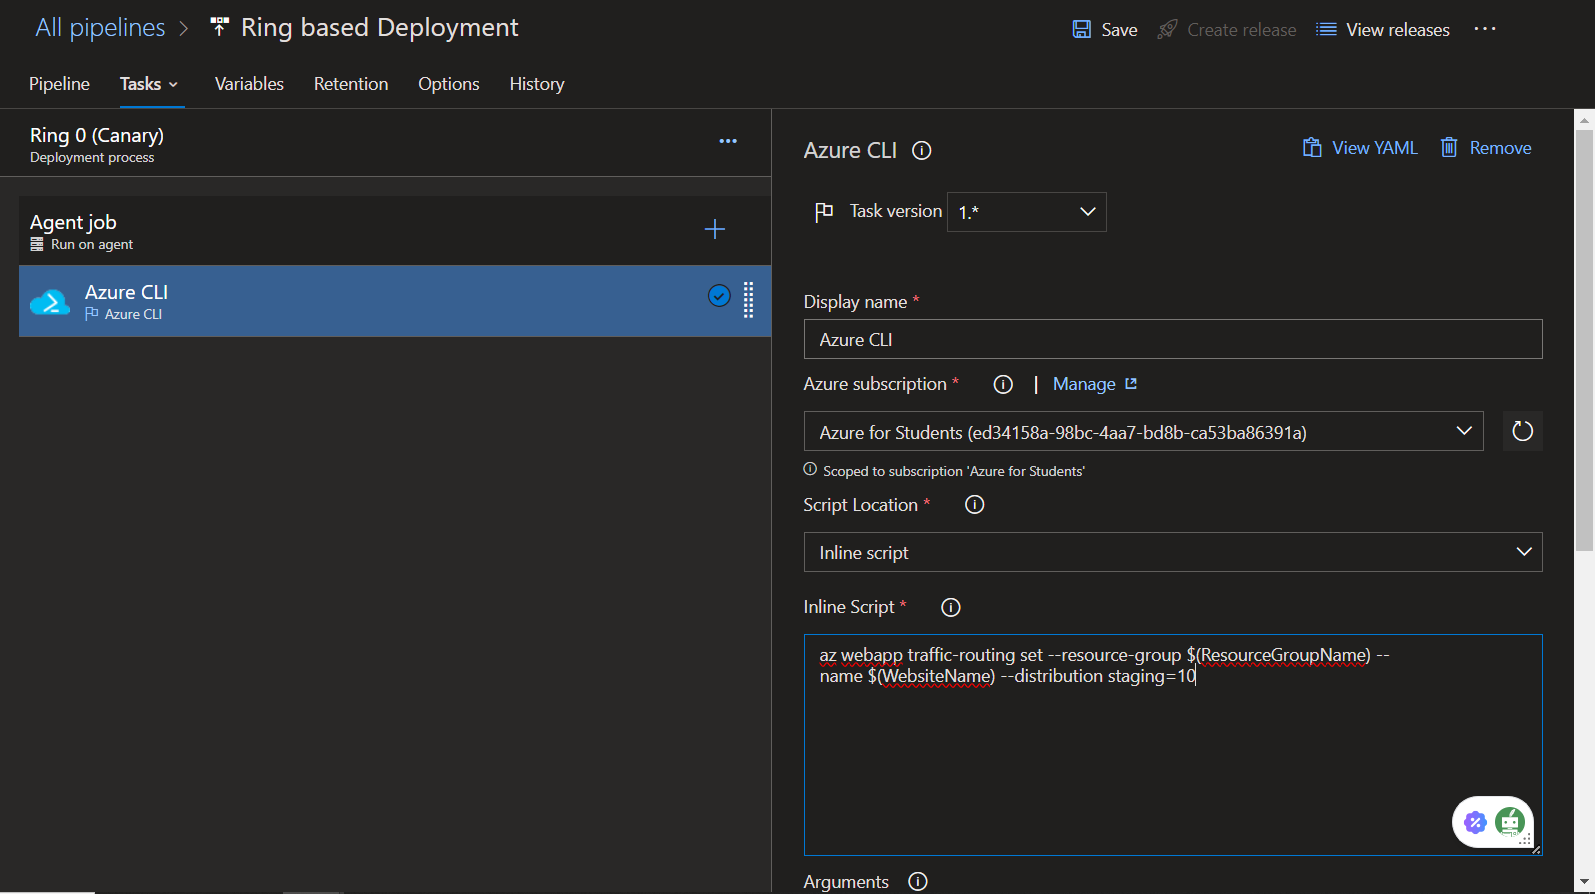 All pipelines > Ring based Deployment
Save Create release View releases ...
Pipeline Tasks Variables Retention Options History
Ring 0 (Canary)
Deployment process
Agent job
Run on agent
Azure CLI
Azure CLI
Azure CLI
View YAML Remove
Task version 1.*
Display name *
Azure CLI
Azure subscription * | Manage
Azure for Students (ed34158a-98bc-4aa7-bd8b-ca53ba86391a)
Scoped to subscription 'Azure for Students'
Script Location *
Inline script
Inline Script *
az webapp traffic-routing set --resource-group $(ResourceGroupName) --
name $(WebsiteName) --distribution staging=10
Arguments